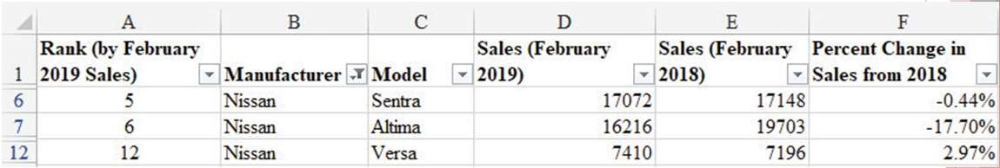 A B C D E F
1 Rank (by February 2019 Sales) Manufacturer Model Sales (February 2019) Sales (February 2018) Percent Change in Sales from 2018
6 5 Nissan Sentra 17072 17148 -0.44%
7 6 Nissan Altima 16216 19703 -17.70%
12 12 Nissan Versa 7410 7196 2.97%